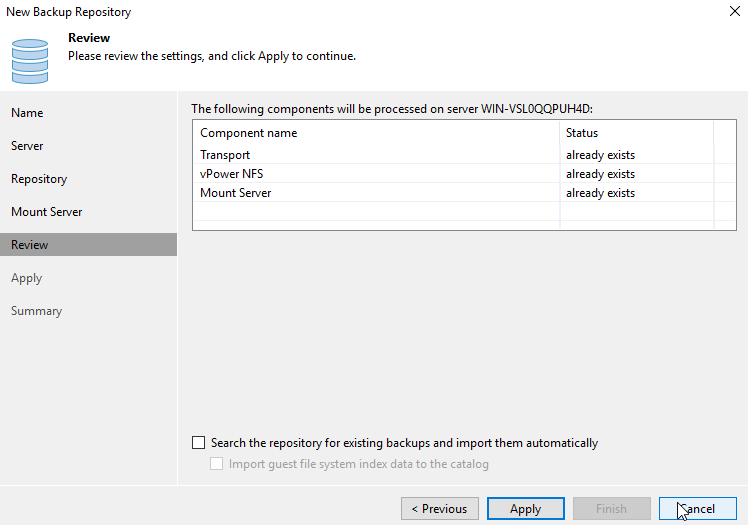 New Backup Repository
Review
Please review the settings, and click Apply to continue.
Name
Server
Repository
Mount Server
Review
Apply
Summary
The following components will be processed on server WIN-VSL0QQPUH4D:
Component name Status
Transport already exists
vPower NFS already exists
Mount Server already exists
Search the repository for existing backups and import them automatically
Import guest file system index data to the catalog
< Previous Apply Finish Cancel